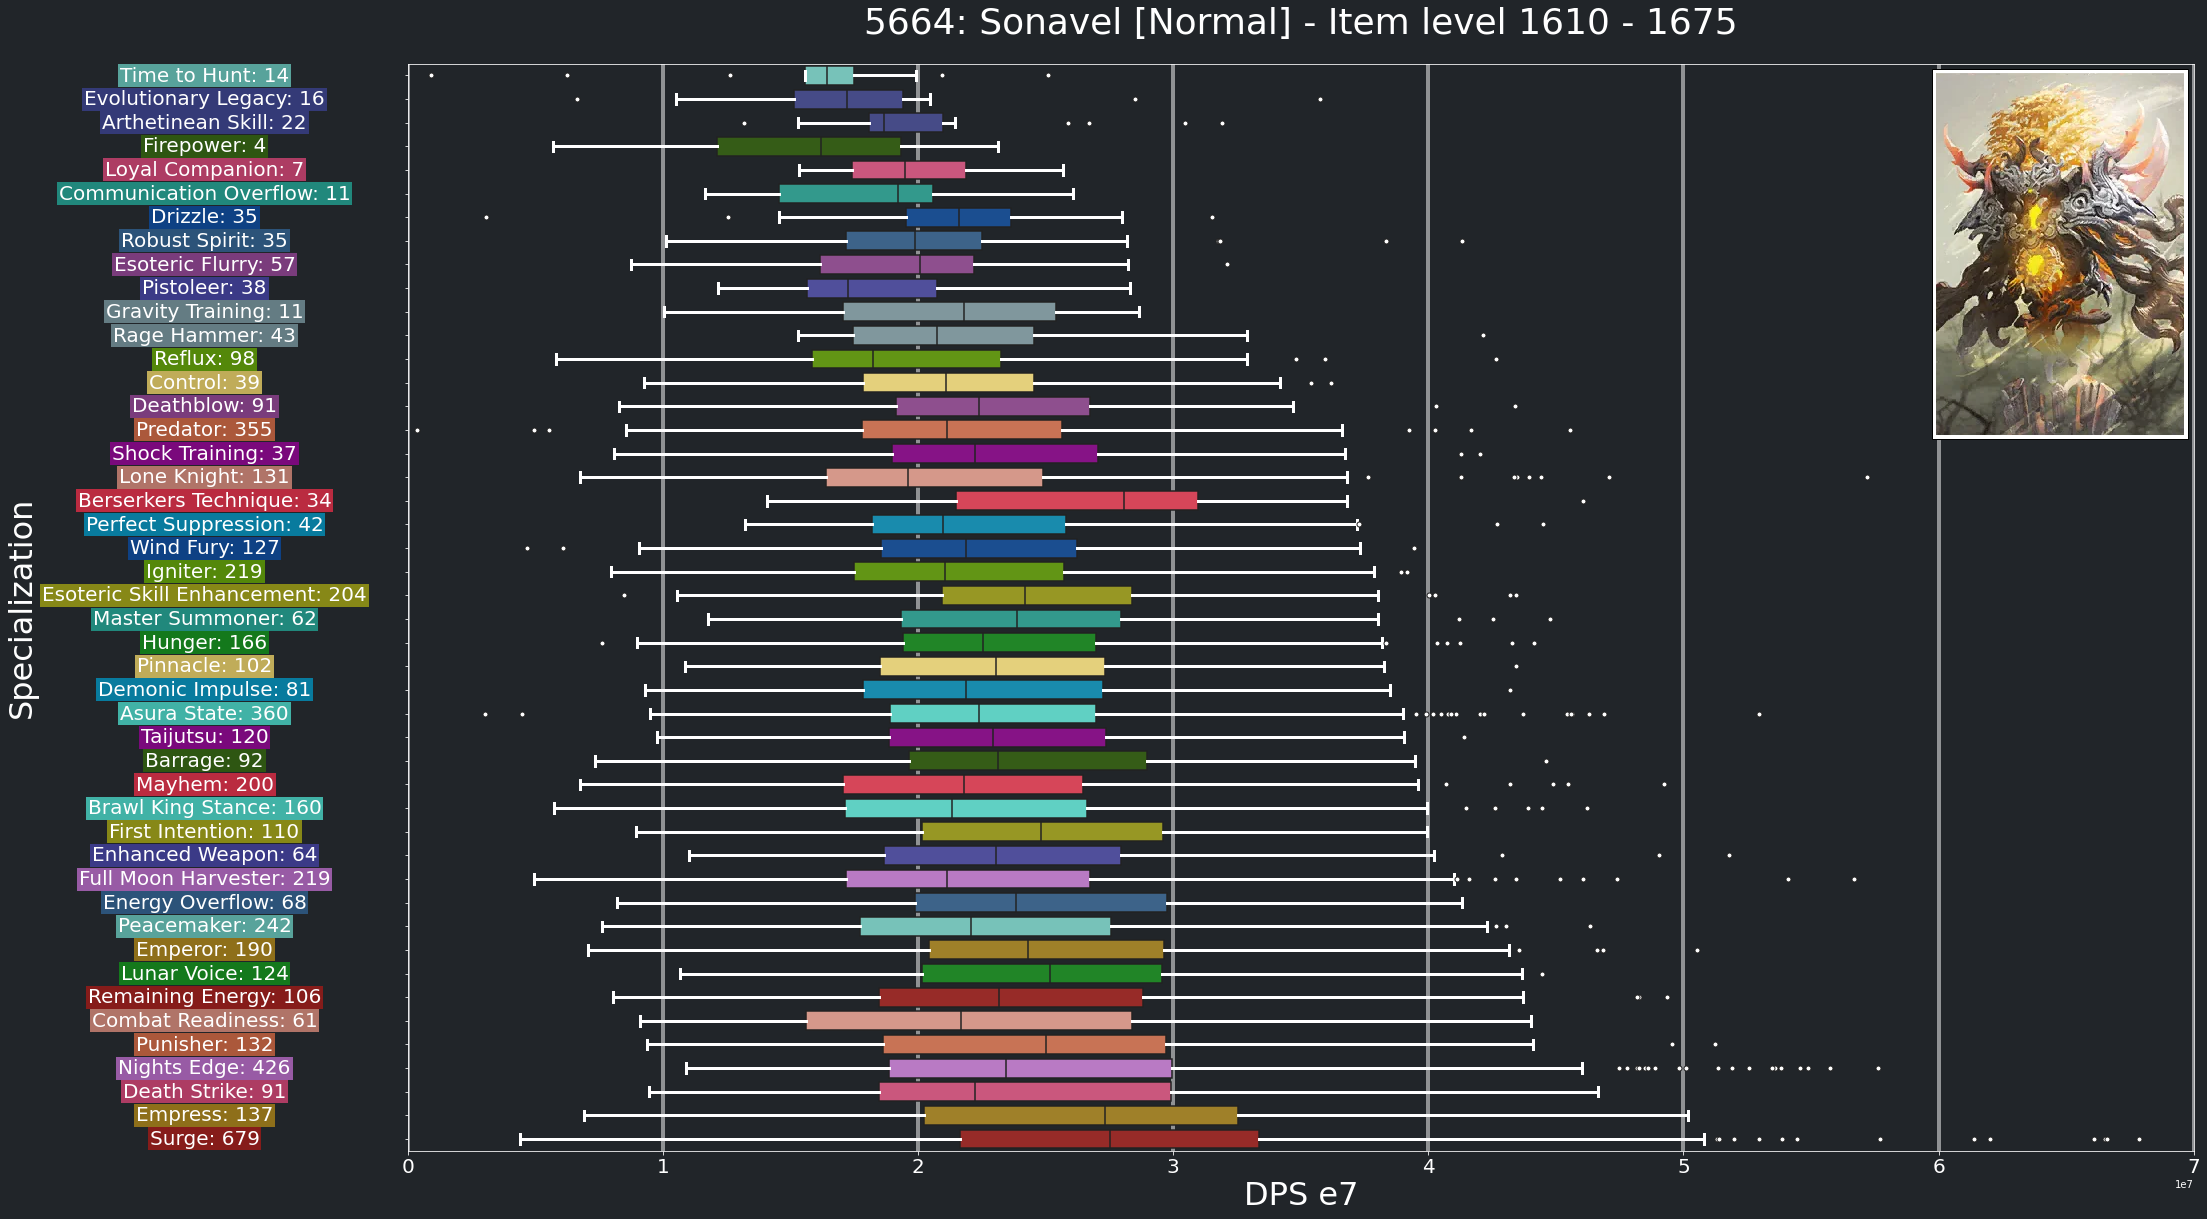 5664: Sonavel [Normal] - Item level 1610 - 1675
Time to Hunt: 14
Evolutionary Legacy: 16
Arthetinean Skill: 22
Firepower: 4
Loyal Companion: 7
Communication Overflow: 11
Drizzle: 35
Robust Spirit: 35
Esoteric Flurry: 57
Pistoleer: 38
Gravity Training: 11
Rage Hammer: 43
Reflux: 98
Control: 39
Deathblow: 91
Predator: 355
Shock Training: 37
Lone Knight: 131
Berserkers Technique: 34
Perfect Suppression: 42
Wind Fury: 127
Igniter: 219
Esoteric Skill Enhancement: 204
Master Summoner: 62
Hunger: 166
Pinnacle: 102
Demonic Impulse: 81
Asura State: 360
Taijutsu: 120
Barrage: 92
Mayhem: 200
Brawl King Stance: 160
First Intention: 110
Enhanced Weapon: 64
Full Moon Harvester: 219
Energy Overflow: 68
Peacemaker: 242
Emperor: 190
Lunar Voice: 124
Remaining Energy: 106
Combat Readiness: 61
Punisher: 132
Nights Edge: 426
Death Strike: 91
Empress: 137
Surge: 679
Specialization
0 1 2 3 4 5 6 7
DPS e7
1e7